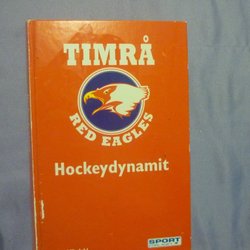 TIMRÅ
RED EAGLES
Hockeydynamit
SPORT